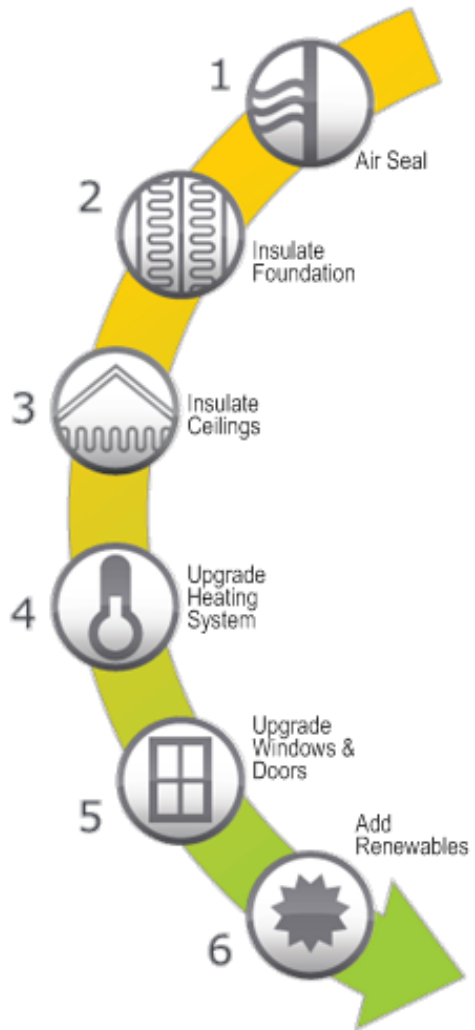 1
Air Seal
2
Insulate
Foundation
3
Insulate
Ceilings
4
Upgrade
Heating
System
5
Upgrade
Windows &
Doors
6
Add
Renewables